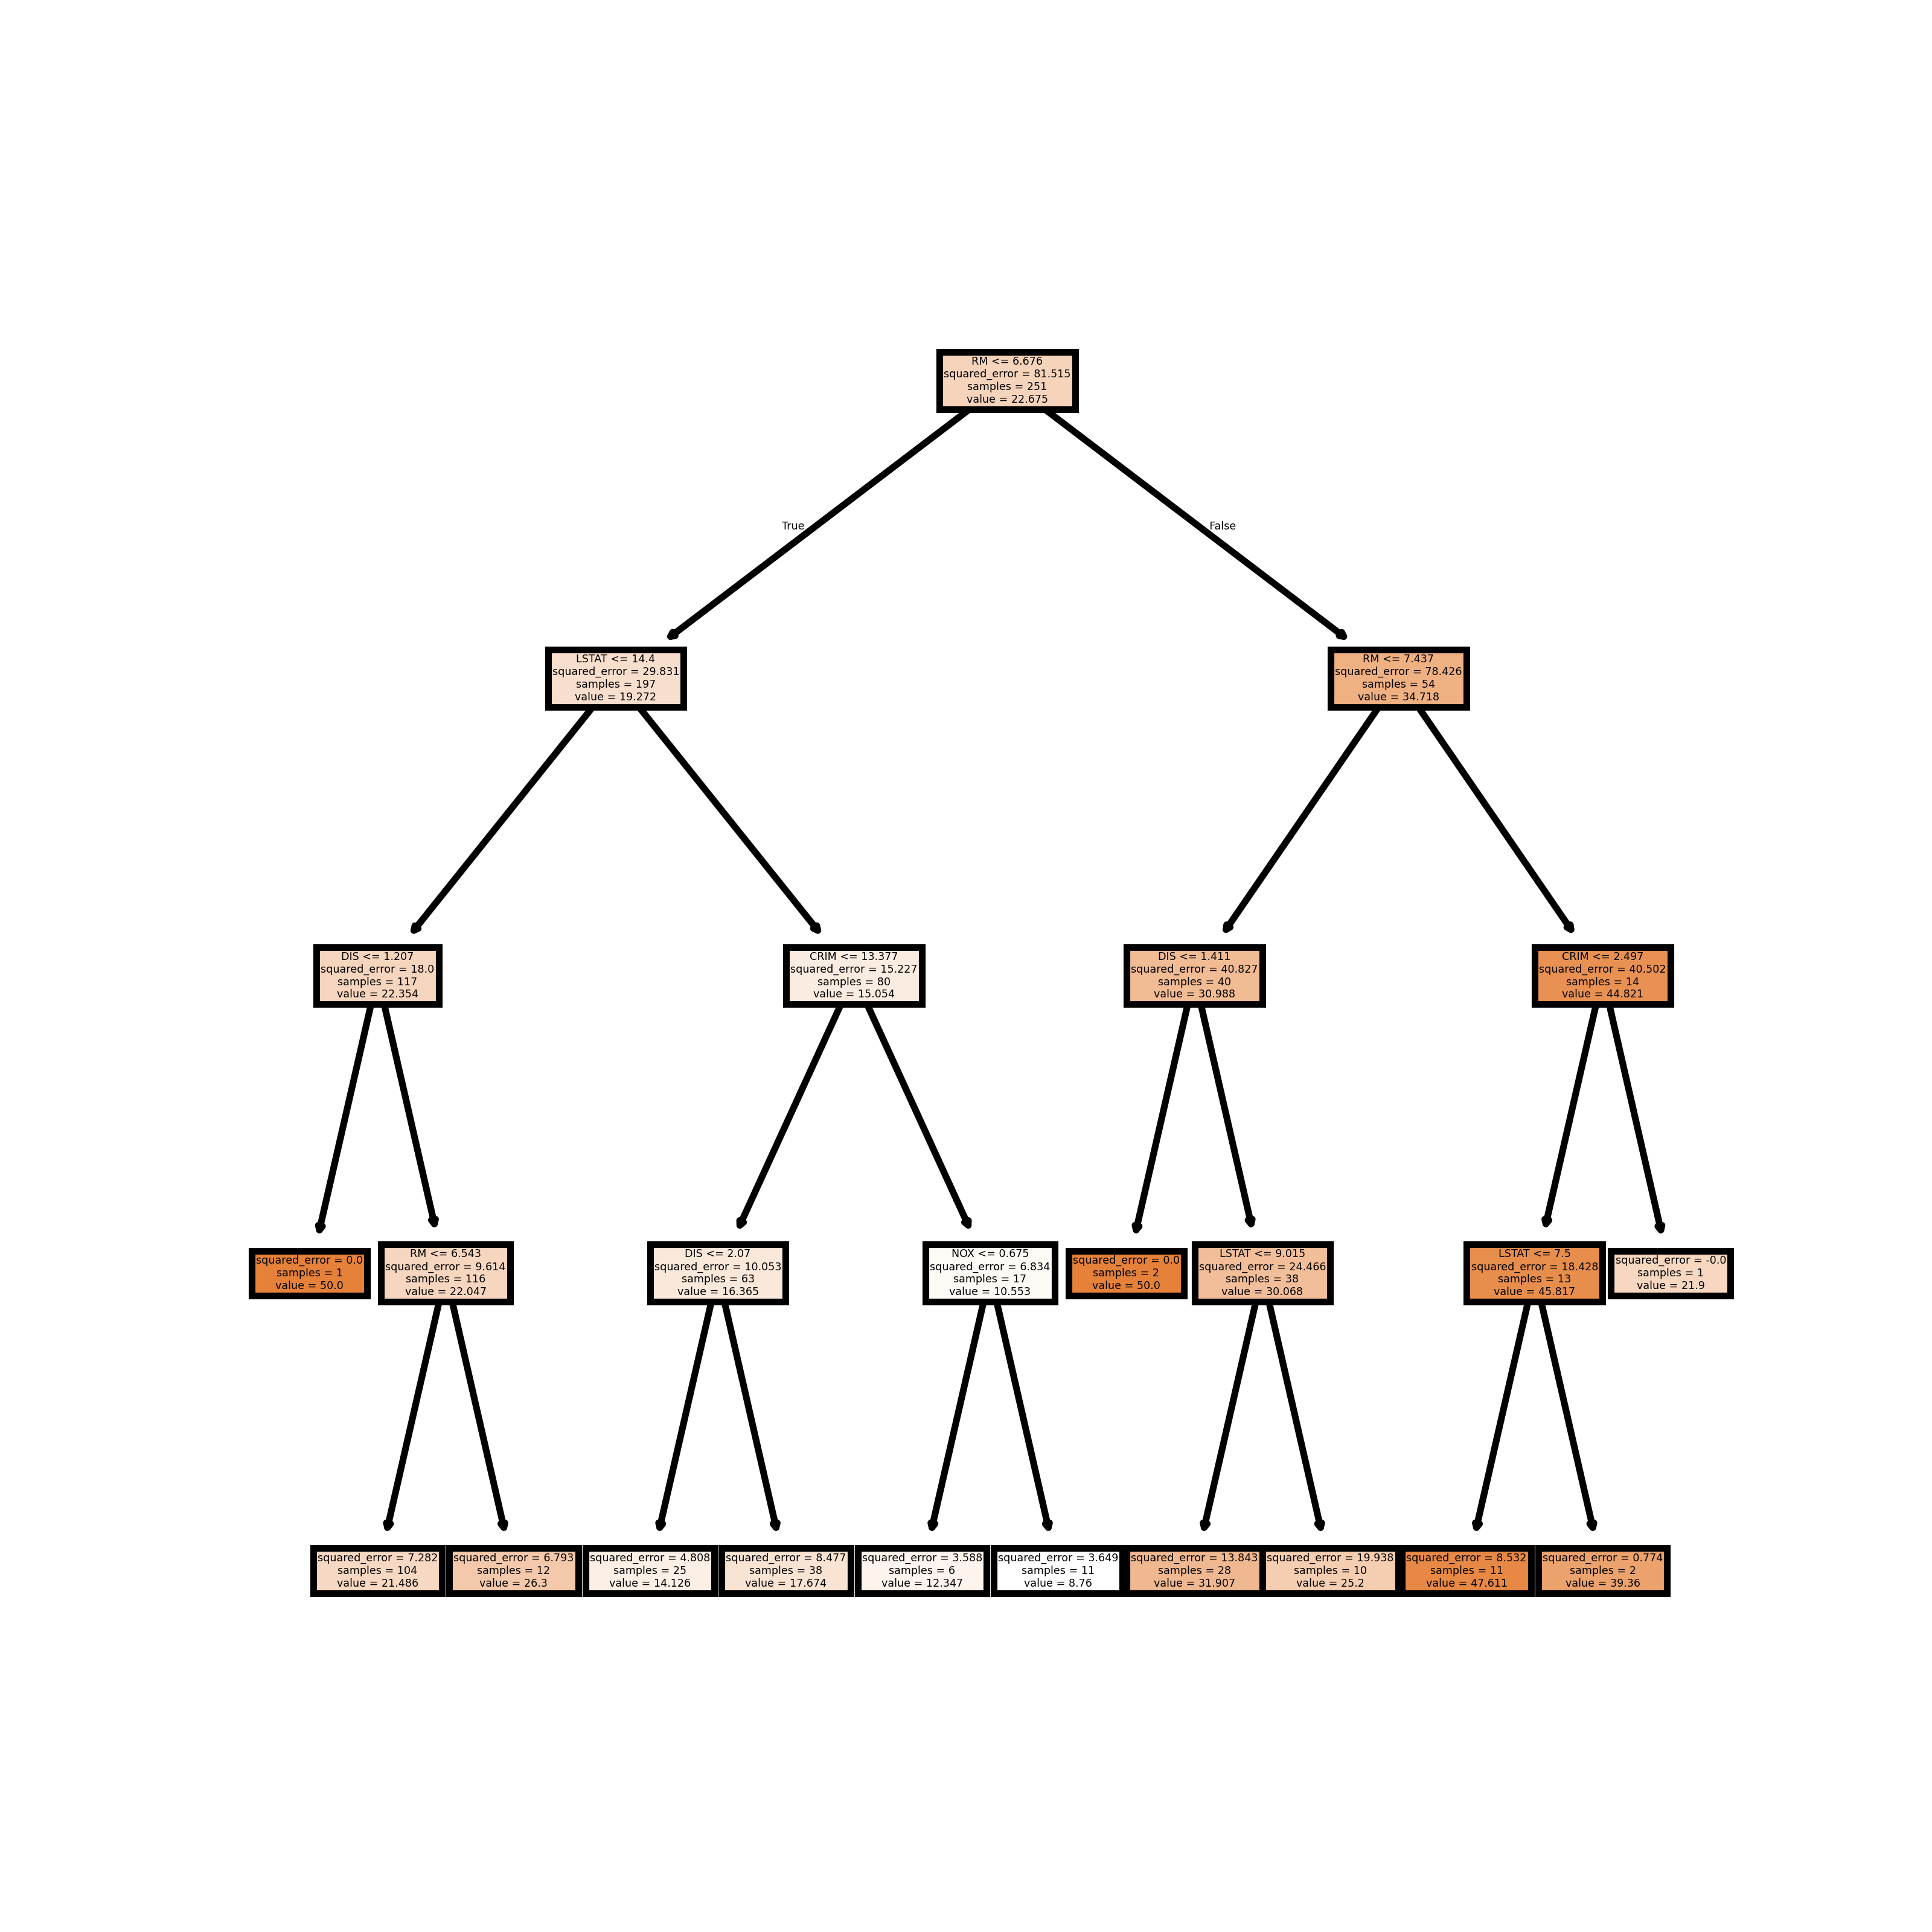 RM <= 6.676
squared_error = 81.515
samples = 251
value = 22.675
True
False
LSTAT <= 14.4
squared_error = 29.831
samples = 197
value = 19.272
RM <= 7.437
squared_error = 78.426
samples = 54
value = 34.718
DIS <= 1.207
squared_error = 18.0
samples = 117
value = 22.354
CRIM <= 13.377
squared_error = 15.227
samples = 80
value = 15.054
DIS <= 1.411
squared_error = 40.827
samples = 40
value = 30.988
CRIM <= 2.497
squared_error = 40.502
samples = 14
value = 44.821
squared_error = 0.0
samples = 1
value = 50.0
RM <= 6.543
squared_error = 9.614
samples = 116
value = 22.047
DIS <= 2.07
squared_error = 10.053
samples = 63
value = 16.365
NOX <= 0.675
squared_error = 6.834
samples = 17
value = 10.553
squared_error = 0.0
samples = 2
value = 50.0
LSTAT <= 9.015
squared_error = 24.466
samples = 38
value = 30.068
LSTAT <= 7.5
squared_error = 18.428
samples = 13
value = 45.817
squared_error = -0.0
samples = 1
value = 21.9
squared_error = 7.282
samples = 104
value = 21.486
squared_error = 6.793
samples = 12
value = 26.3
squared_error = 4.808
samples = 25
value = 14.126
squared_error = 8.477
samples = 38
value = 17.674
squared_error = 3.588
samples = 6
value = 12.347
squared_error = 3.649
samples = 11
value = 8.76
squared_error = 13.843
samples = 28
value = 31.907
squared_error = 19.938
samples = 10
value = 25.2
squared_error = 8.532
samples = 11
value = 47.611
squared_error = 0.774
samples = 2
value = 39.36